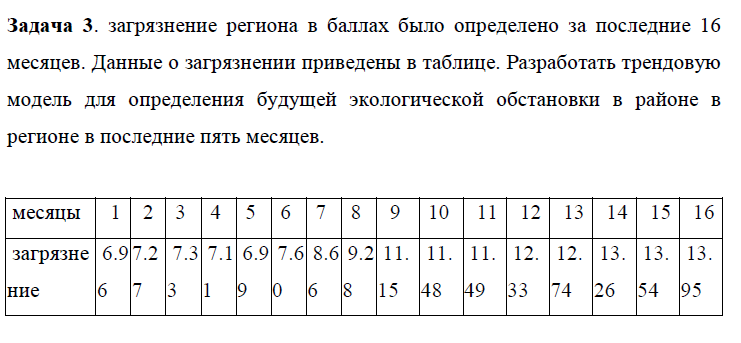 Задача 3. загрязнение региона в баллах было определено за последние 16
месяцев. Данные о загрязнении приведены в таблице. Разработать трендовую
модель для определения будущей экологической обстановки в районе в
регионе в последние пять месяцев.
месяцы 1 2 3 4 5 6 7 8 9 10 11 12 13 14 15 16
загрязне 6.9 7.2 7.3 7.1 6.9 7.6 8.6 9.2 11. 11. 11. 12. 12. 13. 13. 13.
ние 6 7 3 1 9 0 6 8 15 48 49 33 74 26 54 95